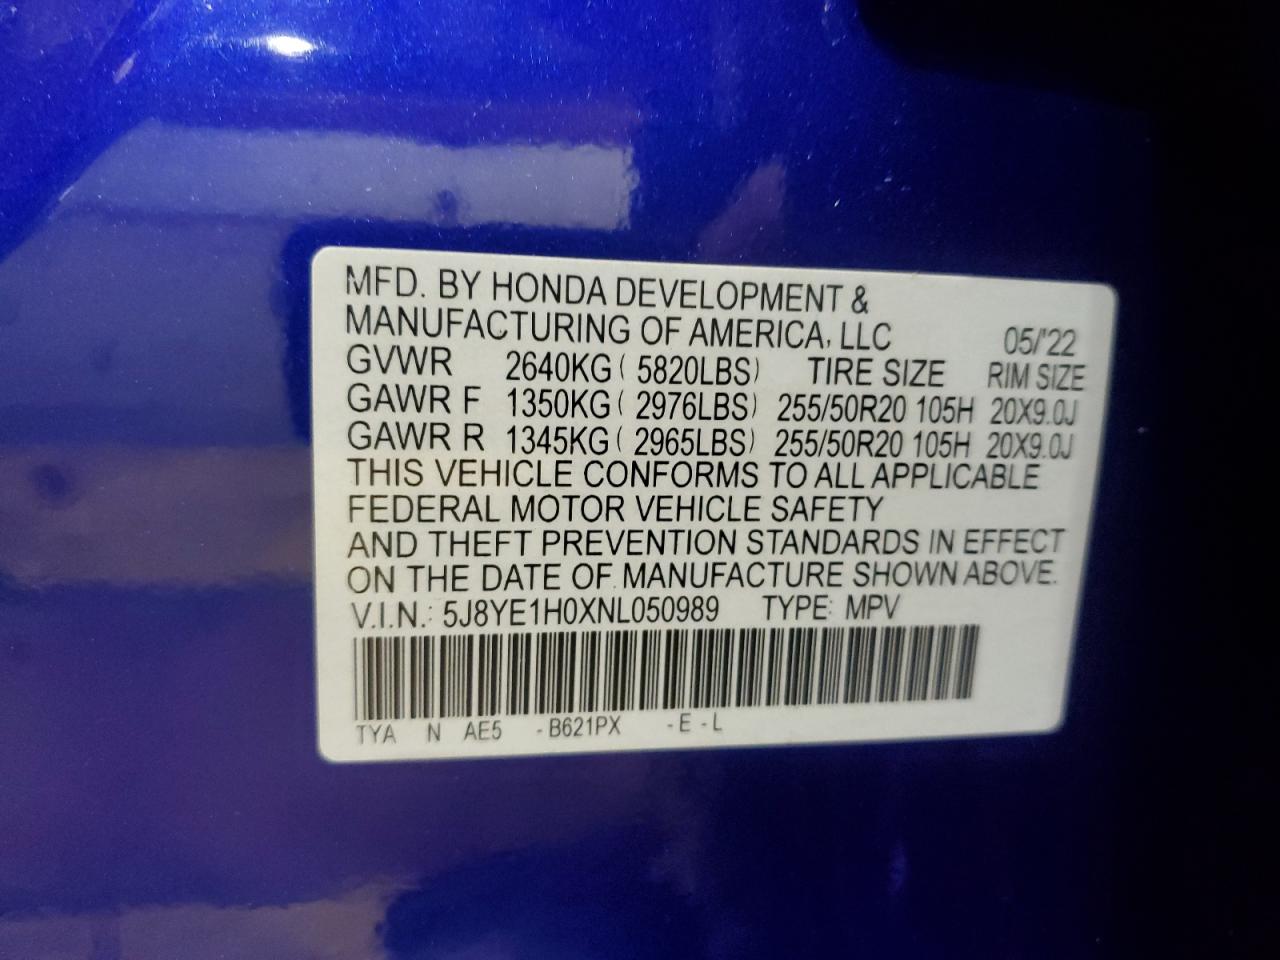 MFD. BY HONDA DEVELOPMENT &
MANUFACTURING OF AMERICA, LLC 05/'22
GVWR 2640KG ( 5820LBS) TIRE SIZE RIM SIZE
GAWR F 1350KG ( 2976LBS) 255/50R20 105H 20X9.0J
GAWR R 1345KG ( 2965LBS) 255/50R20 105H 20X9.0J
THIS VEHICLE CONFORMS TO ALL APPLICABLE
FEDERAL MOTOR VEHICLE SAFETY
AND THEFT PREVENTION STANDARDS IN EFFECT
ON THE DATE OF MANUFACTURE SHOWN ABOVE.
V.I.N.: 5J8YE1H0XNL050989 TYPE: MPV
TYA N AE5 -B621PX -E -L